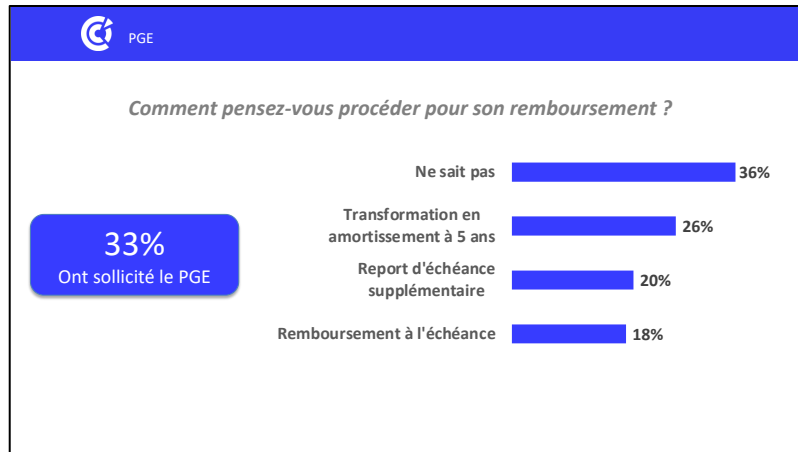 PGE
Comment pensez-vous procéder pour son remboursement ?
33%
Ont sollicité le PGE
Ne sait pas
36%
Transformation en
amortissement à 5 ans
26%
Report d'échéance
supplémentaire
20%
Remboursement à l'échéance
18%